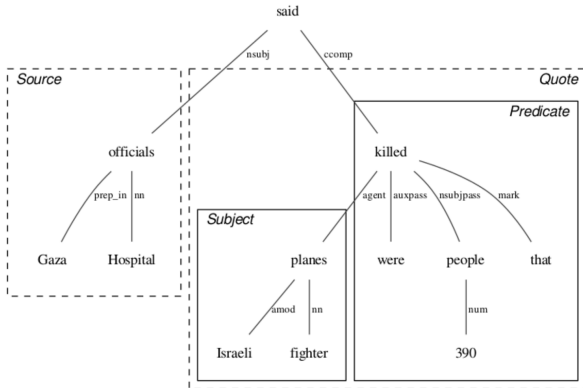 said
nsubj ccomp
Source Quote
Predicate
officials killed
prep_in nn agent auxpass nsubjpass mark
Subject
Gaza Hospital planes were people that
amod nn num
Israeli fighter 390